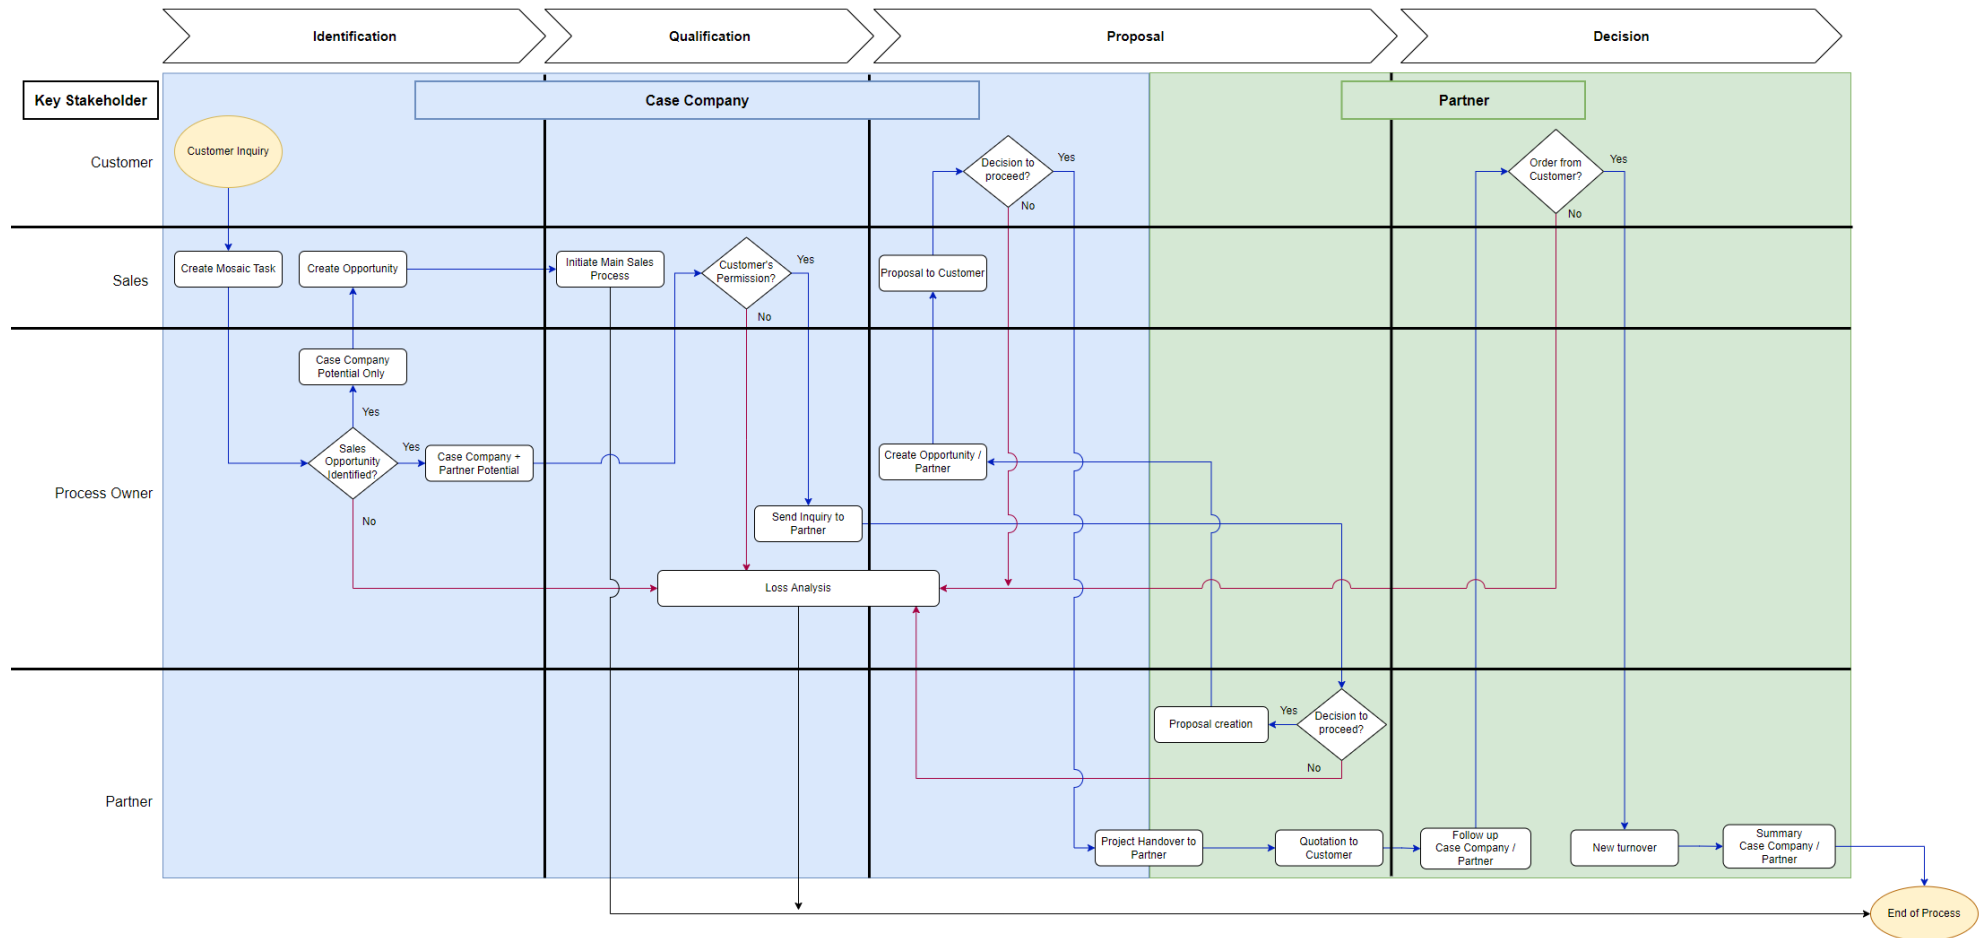 Identification
Qualification
Proposal
Decision
Key Stakeholder
Case Company
Partner
Customer
Customer Inquiry
Decision to
proceed?
Yes
No
Order from
Customer?
Yes
No
Sales
Create Mosaic Task
Create Opportunity
Initiate Main Sales
Process
Customer's
Permission?
Yes
No
Proposal to Customer
Process Owner
Case Company
Potential Only
Yes
Sales
Opportunity
Identified?
Yes
No
Case Company +
Partner Potential
Create Opportunity /
Partner
Send Inquiry to
Partner
Loss Analysis
Partner
Proposal creation
Yes
Decision to
proceed?
No
Project Handover to
Partner
Quotation to
Customer
Follow up
Case Company /
Partner
New turnover
Summary
Case Company /
Partner
End of Process